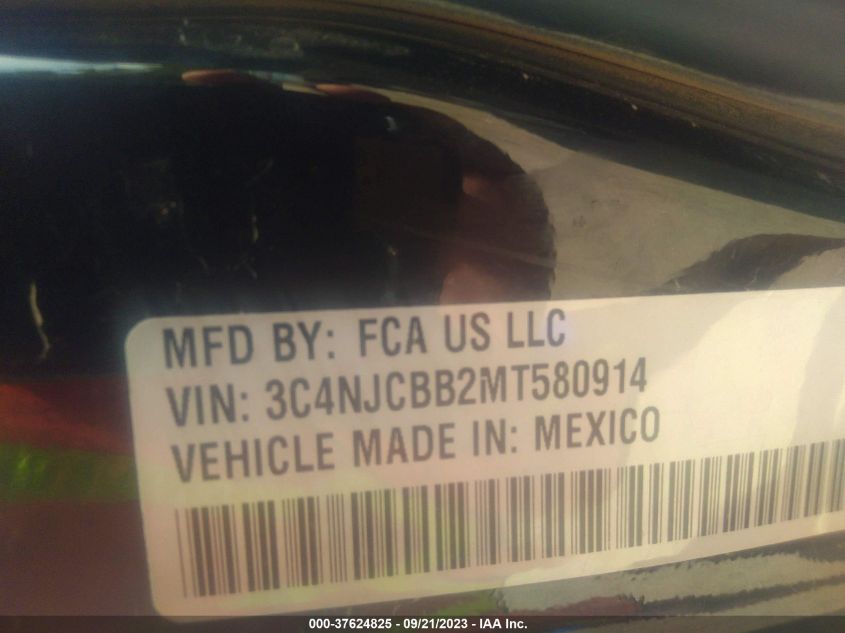 MFD BY: FCA US LLC
VIN: 3C4NJCBB2MT580914
VEHICLE MADE IN: MEXICO
000-37624825 - 09/21/2023 - IAA Inc.